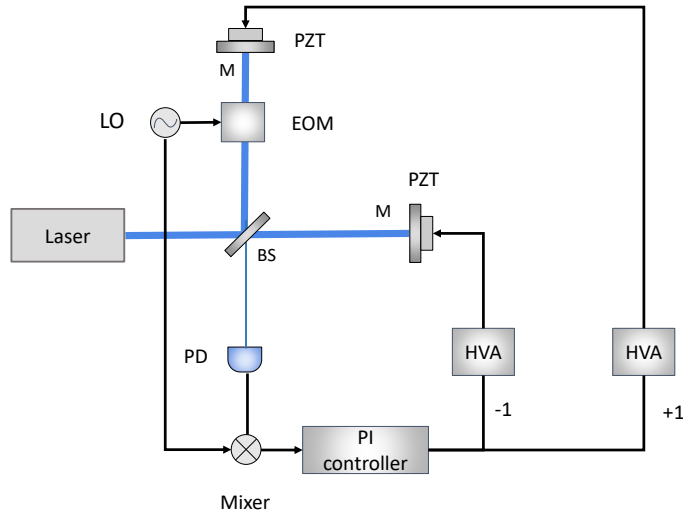 PZT
M
LO
EOM
PZT
M
Laser
BS
PD
HVA
HVA
-1
+1
PI
controller
Mixer